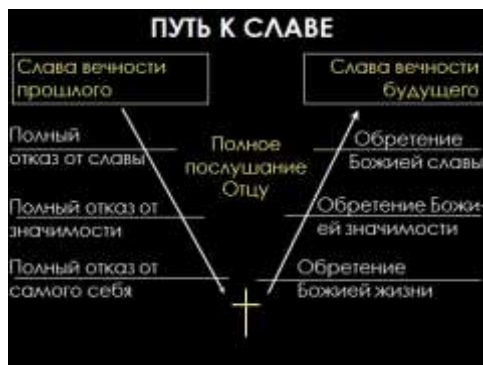 ПУТЬ К СЛАВЕ
Слава вечности
прошлого
Слава вечности
будущего
Полный
отказ от славы
Полное
послушание
Отцу
Обретение
Божией славы
Полный отказ от
значимости
Обретение Божи-
ей значимости
Полный отказ от
самого себя
Обретение
Божией жизни